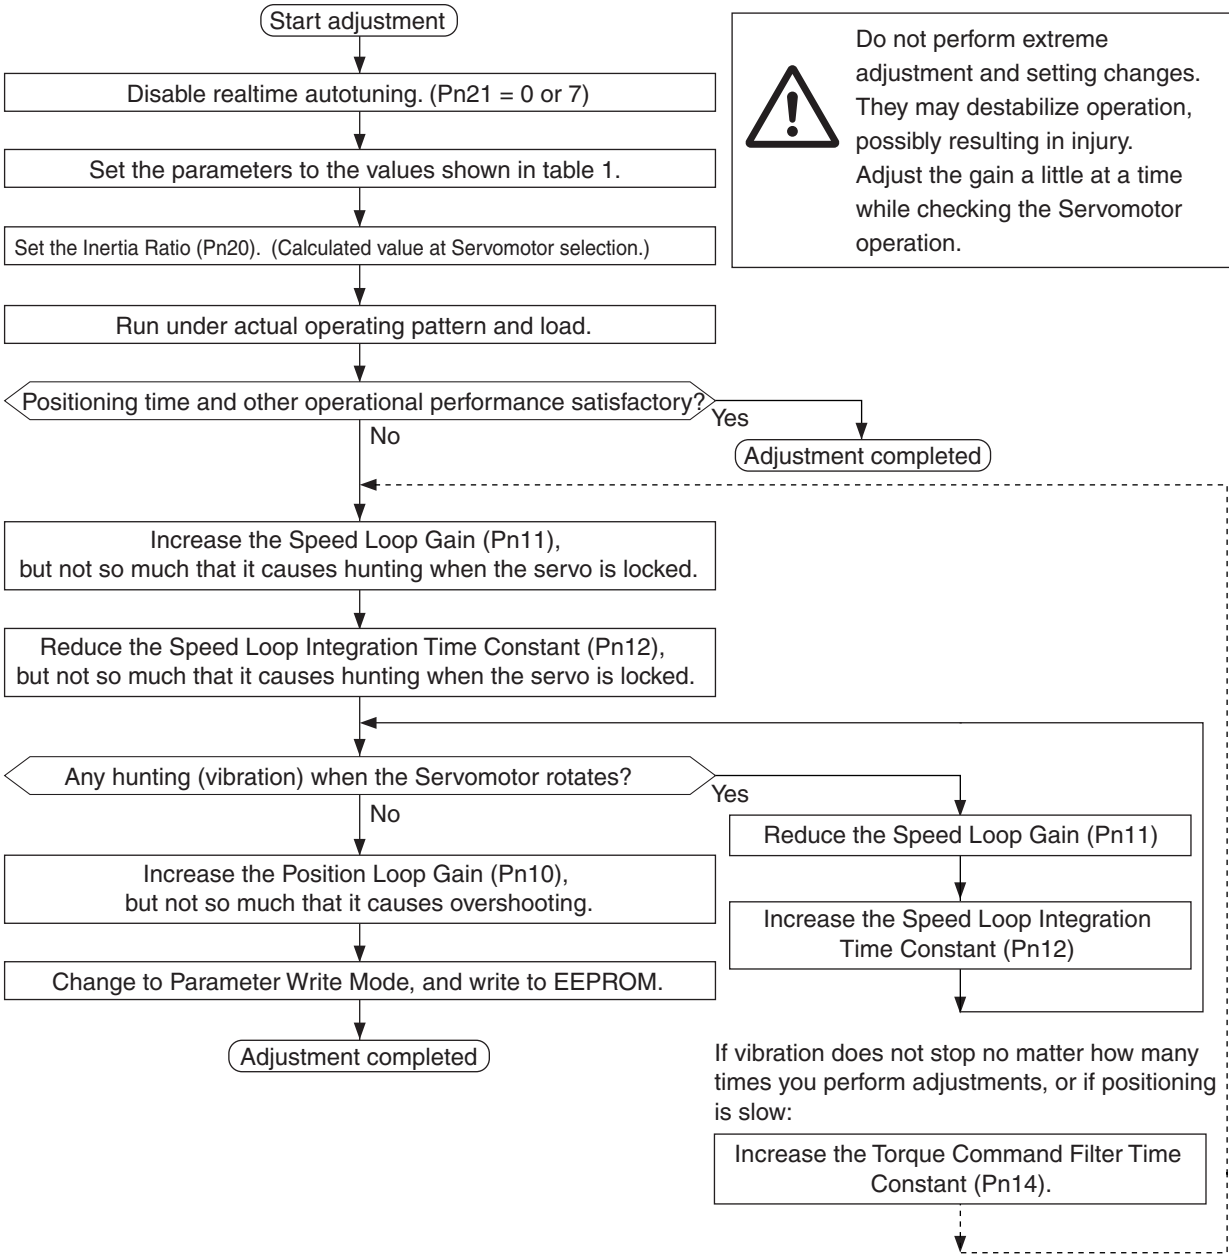 Start adjustment
Disable realtime autotuning. (Pn21 = 0 or 7)
Set the parameters to the values shown in table 1.
Set the Inertia Ratio (Pn20).  (Calculated value at Servomotor selection.)
Run under actual operating pattern and load.
Do not perform extreme
adjustment and setting changes.
They may destabilize operation,
possibly resulting in injury.
Adjust the gain a little at a time
while checking the Servomotor
operation.
Positioning time and other operational performance satisfactory?
Yes
No
Adjustment completed
Increase the Speed Loop Gain (Pn11),
but not so much that it causes hunting when the servo is locked.
Reduce the Speed Loop Integration Time Constant (Pn12),
but not so much that it causes hunting when the servo is locked.
Any hunting (vibration) when the Servomotor rotates?
Yes
No
Reduce the Speed Loop Gain (Pn11)
Increase the Speed Loop Integration
Time Constant (Pn12)
Increase the Position Loop Gain (Pn10),
but not so much that it causes overshooting.
Change to Parameter Write Mode, and write to EEPROM.
Adjustment completed
If vibration does not stop no matter how many
times you perform adjustments, or if positioning
is slow:
Increase the Torque Command Filter Time
Constant (Pn14).